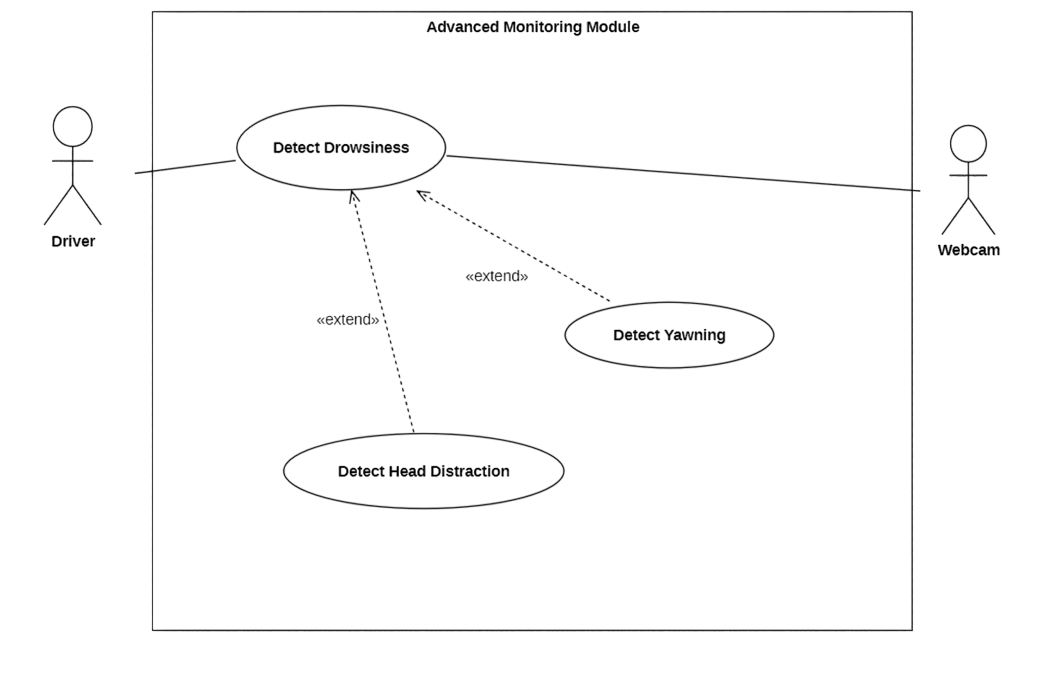 Advanced Monitoring Module
Detect Drowsiness
Driver
Webcam
«extend»
«extend»
Detect Yawning
Detect Head Distraction